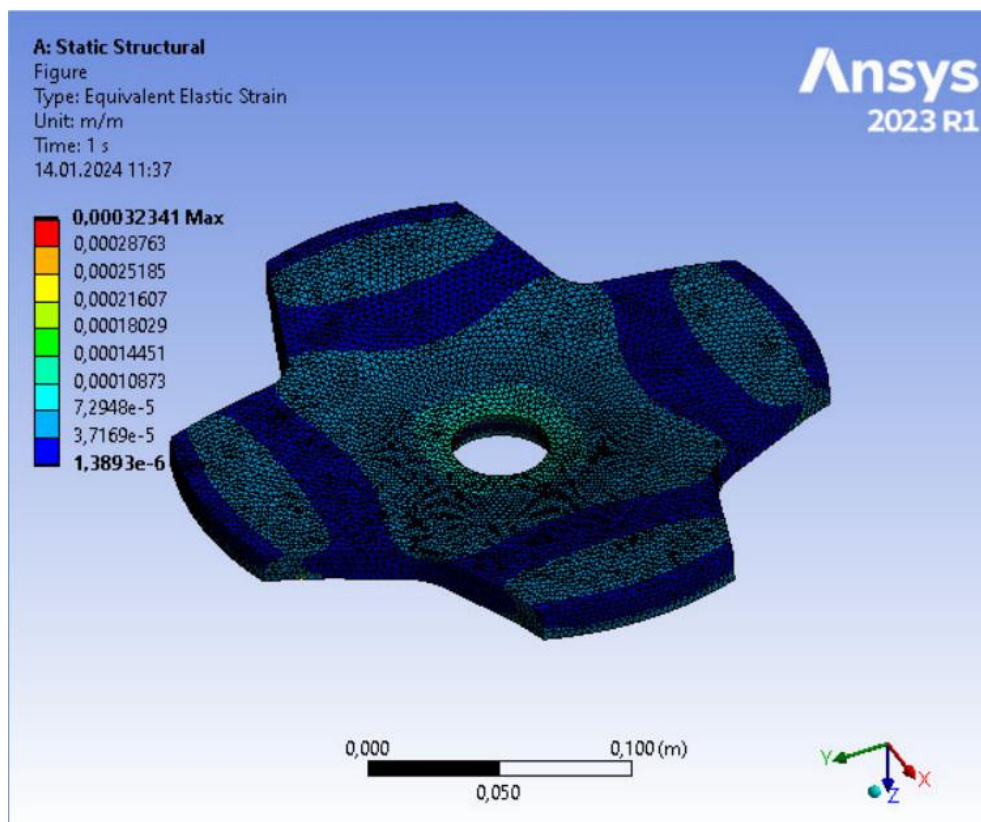 A: Static Structural
Figure
Type: Equivalent Elastic Strain
Unit: m/m
Time: 1 s
14.01.2024 11:37
Ansys
2023 R1
0,00032341 Max
0,00028763
0,00025185
0,00021607
0,00018029
0,00014451
0,00010873
7,2948e-5
3,7169e-5
1,3893e-6
0,000
0,100 (m)
0,050
Y
X
Z